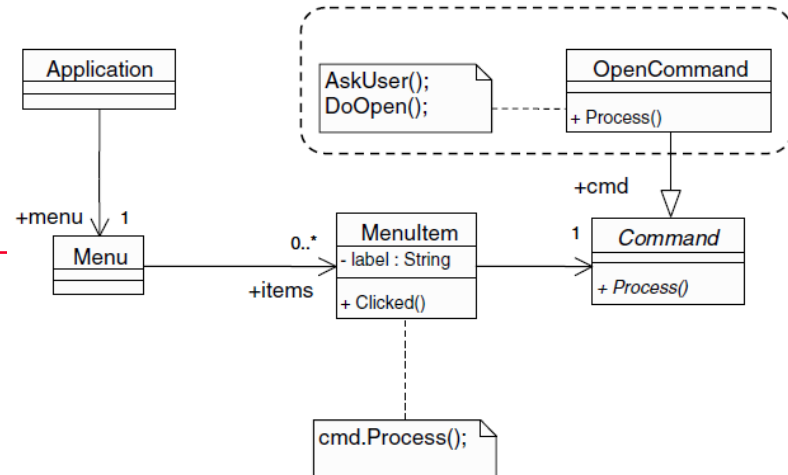 Application
AskUser();
DoOpen();
OpenCommand
+ Process()
+cmd
+menu 1
Menu
0..*
+items
MenuItem
- label : String
+ Clicked()
1
Command
+ Process()
cmd.Process();